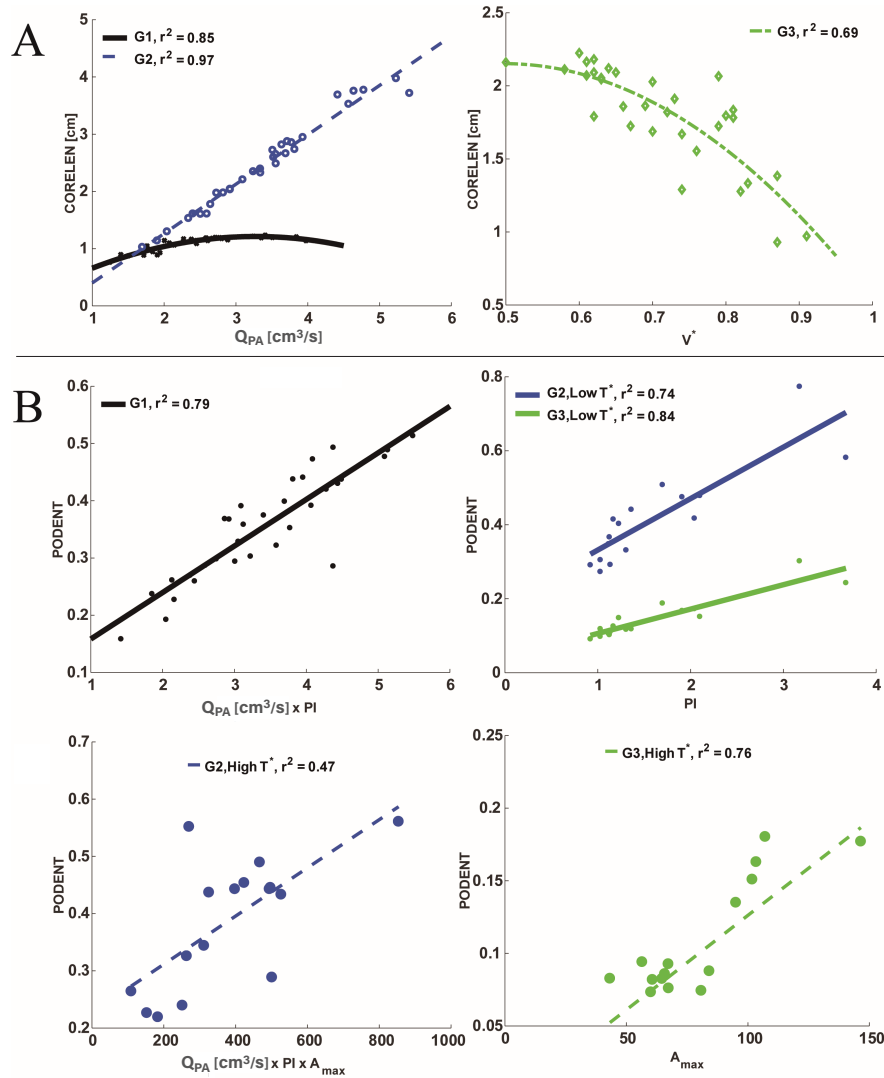 A
G1, r² = 0.85
G2, r² = 0.97
CORELEN [cm]
5
4
3
2
1
0
1 2 3 4 5 6
Q_PA [cm³/s]
G3, r² = 0.69
CORELEN [cm]
2.5
2
1.5
1
0.5
0.5 0.6 0.7 0.8 0.9 1
V*
B
G1, r² = 0.79
PODENT
0.6
0.5
0.4
0.3
0.2
0.1
1 2 3 4 5 6
Q_PA [cm³/s] x PI
G2,Low T*, r² = 0.74
G3,Low T*, r² = 0.84
PODENT
0.8
0.6
0.4
0.2
0
0 1 2 3 4
PI
G2,High T*, r² = 0.47
PODENT
0.7
0.6
0.5
0.4
0.3
0.2
0 200 400 600 800 1000
Q_PA [cm³/s] x PI x A_max
G3,High T*, r² = 0.76
PODENT
0.25
0.2
0.15
0.1
0.05
50 100 150
A_max